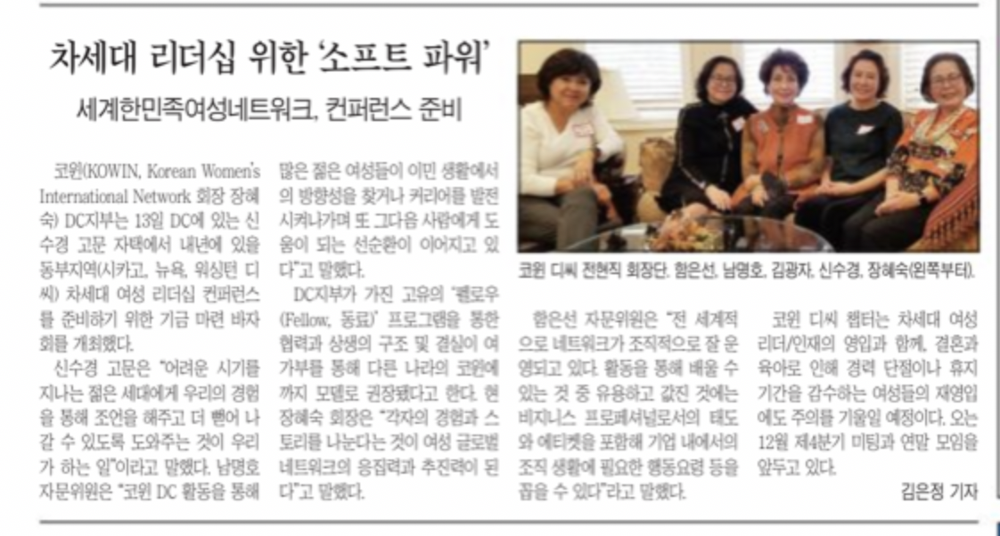 차세대 리더십 위한 ‘소프트 파워’
세계한민족여성네트워크, 컨퍼런스 준비
코윈(KOWIN, Korean Women's
International Network 회장 장혜
숙) DC지부는 13일 DC에 있는 신
수경 고문 자택에서 내년에 있을
동부지역(시카고, 뉴욕, 워싱턴 디
씨) 차세대 여성 리더십 컨퍼런스
를 준비하기 위한 기금 마련 바자
회를 개최했다.
신수경 고문은 “어려운 시기를
지나는 젊은 세대에게 우리의 경험
을 통해 조언을 해주고 더 뻗어 나
갈 수 있도록 도와주는 것이 우리
가 하는 일”이라고 말했다. 남명호
자문위원은 “코윈 DC 활동을 통해
많은 젊은 여성들이 이민 생활에서
의 방향성을 찾거나 커리어를 발전
시켜나가며 또 그다음 사람에게 도
움이 되는 선순환이 이어지고 있
다”고 말했다.
DC지부가 가진 고유의 ‘펠로우
(Fellow, 동료)’ 프로그램을 통한
협력과 상생의 구조 및 결실이 여
가부를 통해 다른 나라의 코윈에
까지 모델로 권장됐다고 한다. 현
장혜숙 회장은 “각자의 경험과 스
토리를 나눈다는 것이 여성 글로벌
네트워크의 응집력과 추진력이 된
다”고 말했다.
코윈 디씨 전현직 회장단. 함은선, 남명호, 김광자, 신수경, 장혜숙(왼쪽부터).
함은선 자문위원은 “전 세계적
으로 네트워크가 조직적으로 잘 운
영되고 있다. 활동을 통해 배울 수
있는 것 중 유용하고 값진 것에는
비지니스 프로페셔널로서의 태도
와 에티켓을 포함해 기업 내에서의
조직 생활에 필요한 행동요령 등을
꼽을 수 있다”라고 말했다.
코윈 디씨 챕터는 차세대 여성
리더/인재의 영입과 함께, 결혼과
육아로 인해 경력 단절이나 휴지
기간을 감수하는 여성들의 재영입
에도 주의를 기울일 예정이다. 오는
12월 제4분기 미팅과 연말 모임을
앞두고 있다.
김은정 기자